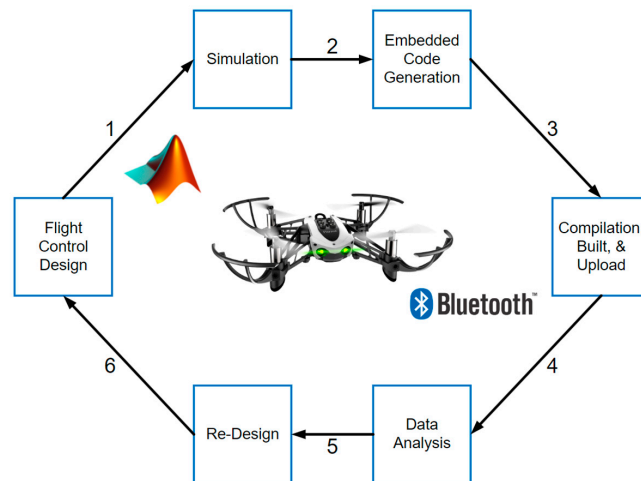 Simulation
2
Embedded
Code
Generation
1
3
Flight
Control
Design
Compilation
Built, &
Upload
Bluetooth™
6
4
Re-Design
5
Data
Analysis